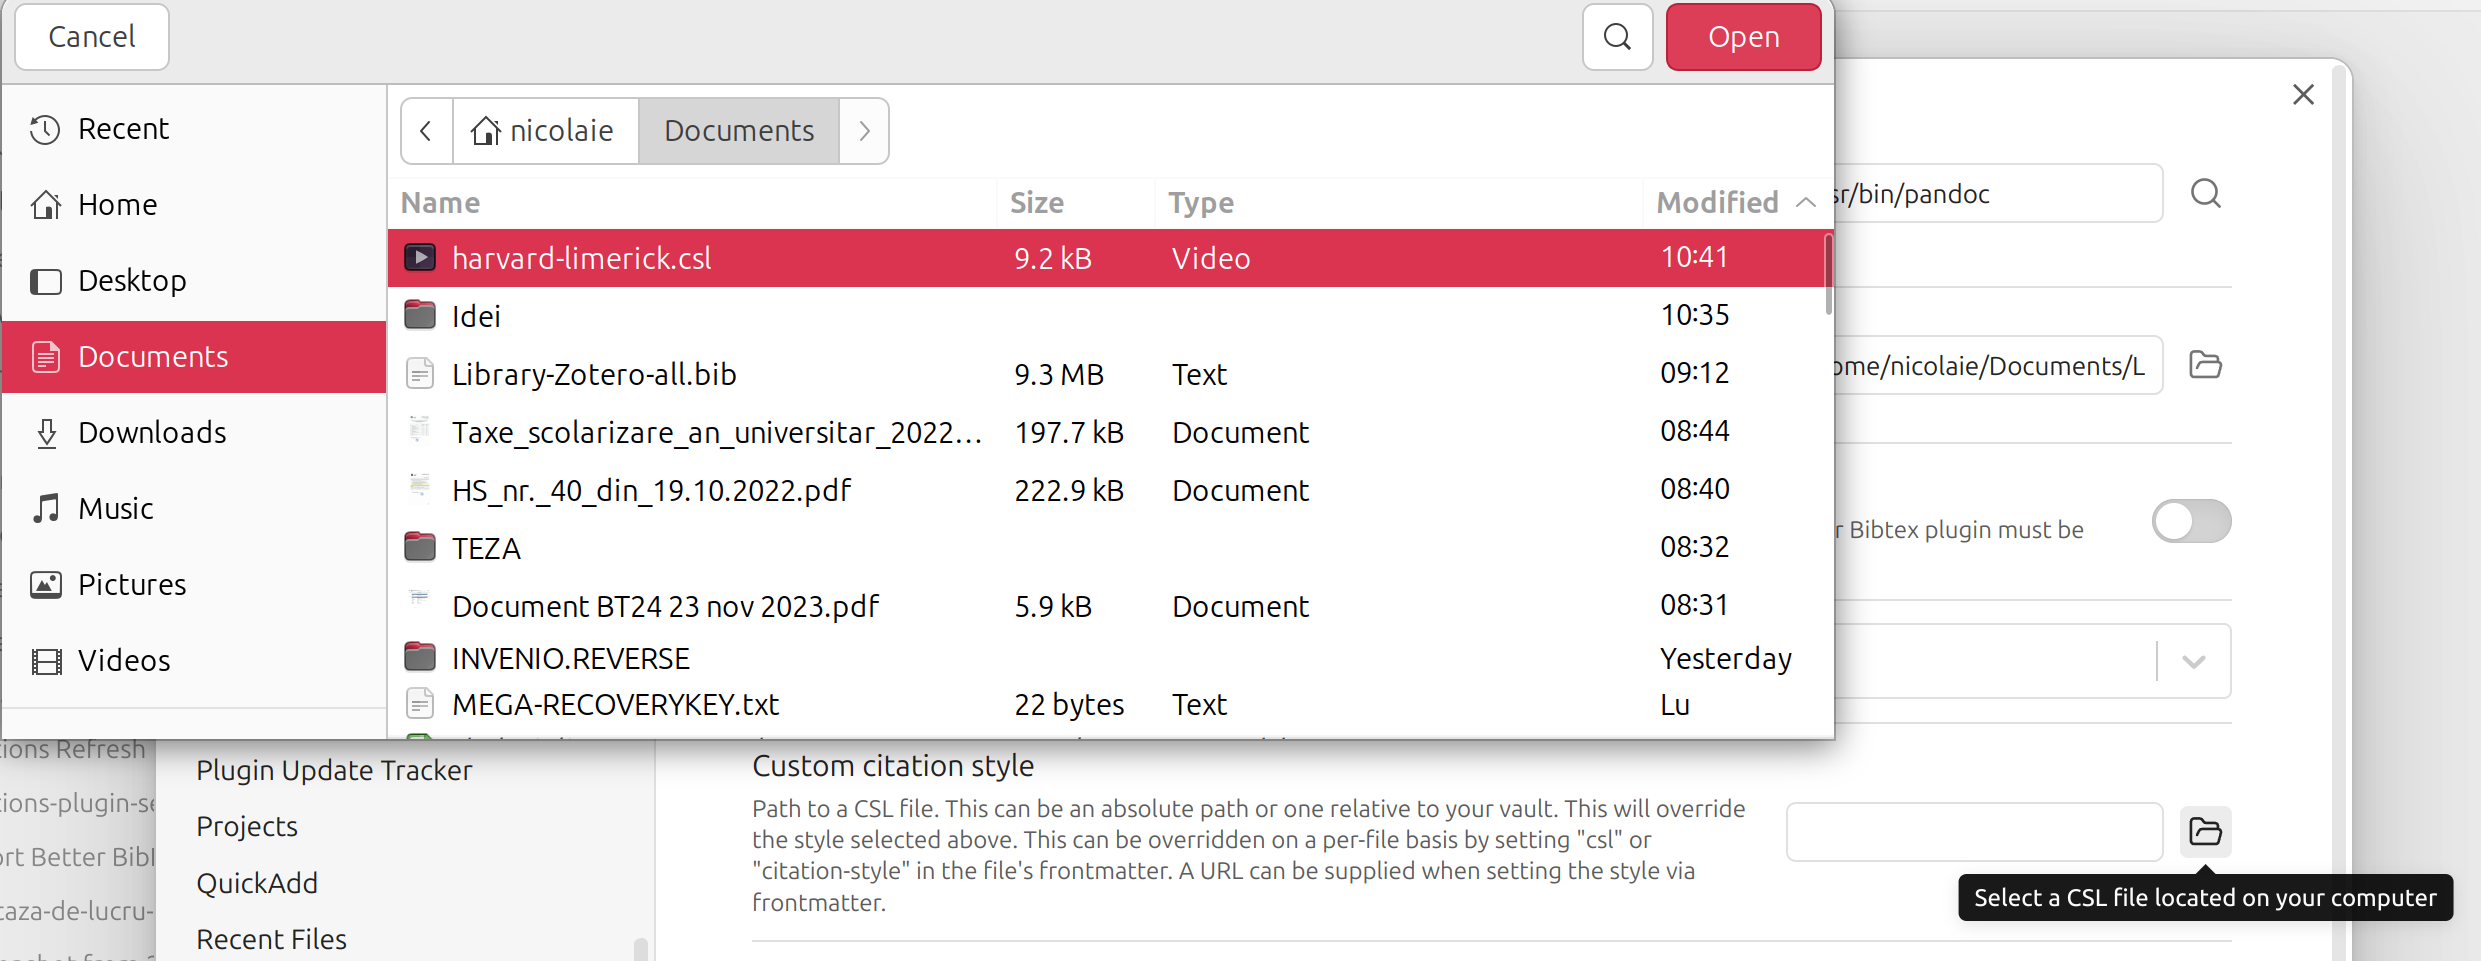 Cancel
Open
Recent
Home
Desktop
Documents
Downloads
Music
Pictures
Videos
nicolaie
Documents
Name Size Type Modified
harvard-limerick.csl 9.2 kB Video 10:41
Idei 10:35
Library-Zotero-all.bib 9.3 MB Text 09:12
Taxe_scolarizare_an_universitar_2022... 197.7 kB Document 08:44
HS_nr._40_din_19.10.2022.pdf 222.9 kB Document 08:40
TEZA 08:32
Document BT24 23 nov 2023.pdf 5.9 kB Document 08:31
INVENIO.REVERSE Yesterday
MEGA-RECOVERYKEY.txt 22 bytes Text Lu
sr/bin/pandoc
ome/nicolaie/Documents/L
r Bibtex plugin must be
ions Refresh
tions-plugin-se
ort Better Bibl
taza-de-lucru-
Plugin Update Tracker
Projects
QuickAdd
Recent Files
Custom citation style
Path to a CSL file. This can be an absolute path or one relative to your vault. This will override
the style selected above. This can be overridden on a per-file basis by setting "csl" or
"citation-style" in the file's frontmatter. A URL can be supplied when setting the style via
frontmatter.
Select a CSL file located on your computer